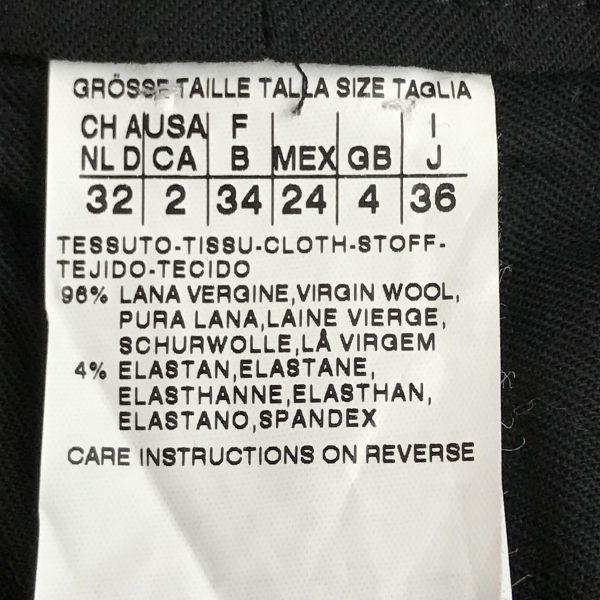 GRÖSSE TAILLE TALLA SIZE TAGLIA
CH A USA F I
NL D CA B MEX GB J
32 2 34 24 4 36
TESSUTO-TISSU-CLOTH-STOFF-
TEJIDO-TECIDO
96% LANA VERGINE,VIRGIN WOOL,
PURA LANA,LAINE VIERGE,
SCHURWOLLE,LÂ VIRGEM
4% ELASTAN,ELASTANE,
ELASTHANNE,ELASTHAN,
ELASTANO,SPANDEX
CARE INSTRUCTIONS ON REVERSE